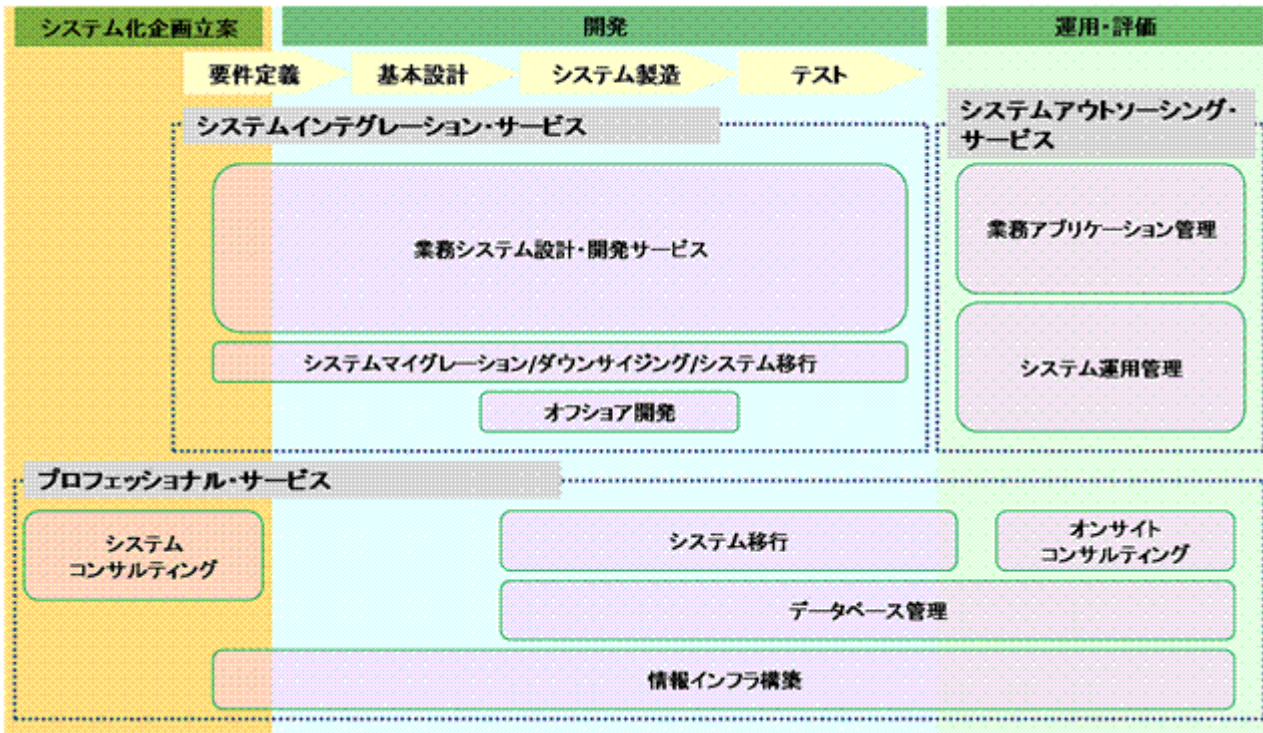 システム化企画立案
開発
運用・評価
要件定義
基本設計
システム製造
テスト
システムインテグレーション・サービス
システムアウトソーシング・
サービス
業務システム設計・開発サービス
業務アプリケーション管理
システムマイグレーション/ダウンサイジング/システム移行
システム運用管理
オフショア開発
プロフェッショナル・サービス
システム
コンサルティング
システム移行
オンサイト
コンサルティング
データベース管理
情報インフラ構築